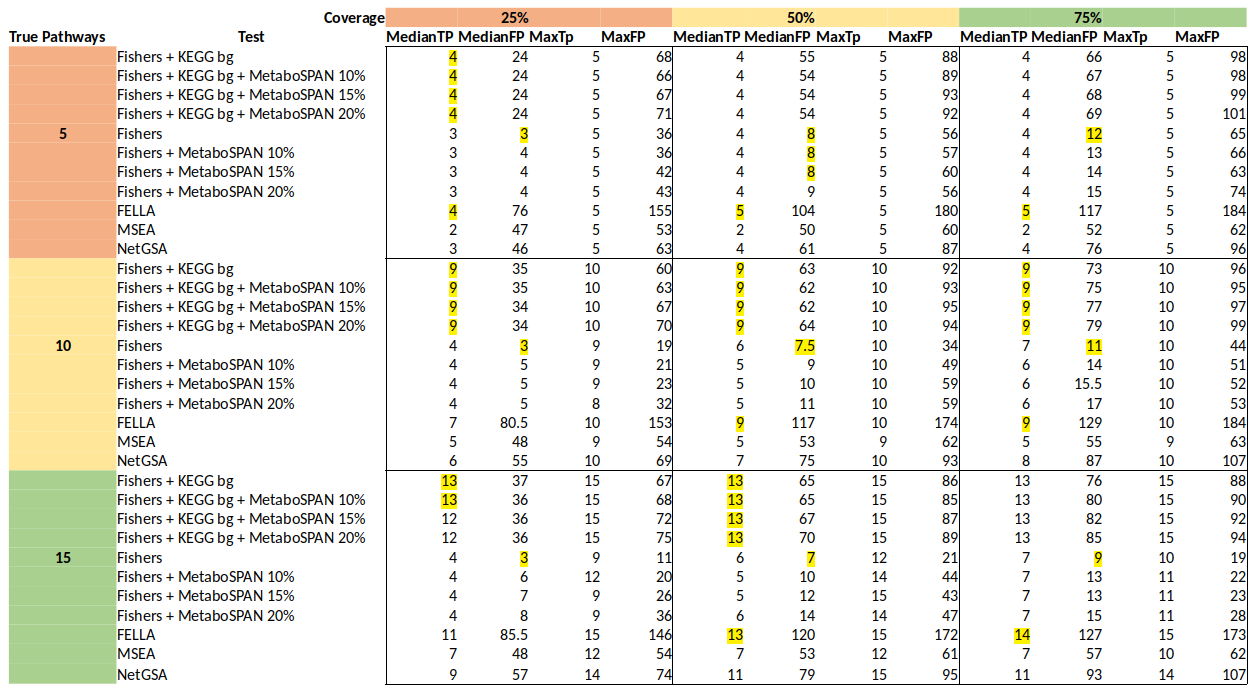 Coverage 25% 50% 75%
True Pathways Test MedianTP MedianFP MaxTp MaxFP MedianTP MedianFP MaxTp MaxFP MedianTP MedianFP MaxTp MaxFP
Fishers + KEGG bg 4 24 5 68 4 55 5 88 4 66 5 98
Fishers + KEGG bg + MetaboSPAN 10% 4 24 5 66 4 54 5 89 4 67 5 98
Fishers + KEGG bg + MetaboSPAN 15% 4 24 5 67 4 54 5 93 4 68 5 99
Fishers + KEGG bg + MetaboSPAN 20% 4 24 5 71 4 54 5 92 4 69 5 101
5 Fishers 3 3 5 36 4 8 5 56 4 12 5 65
Fishers + MetaboSPAN 10% 3 4 5 36 4 8 5 57 4 13 5 66
Fishers + MetaboSPAN 15% 3 4 5 42 4 8 5 60 4 14 5 63
Fishers + MetaboSPAN 20% 3 4 5 43 4 9 5 56 4 15 5 74
FELLA 4 76 5 155 5 104 5 180 5 117 5 184
MSEA 2 47 5 53 2 50 5 60 2 52 5 62
NetGSA 3 46 5 63 4 61 5 87 4 76 5 96
Fishers + KEGG bg 9 35 10 60 9 63 10 92 9 73 10 96
Fishers + KEGG bg + MetaboSPAN 10% 9 35 10 63 9 62 10 93 9 75 10 95
Fishers + KEGG bg + MetaboSPAN 15% 9 34 10 67 9 62 10 95 9 77 10 97
Fishers + KEGG bg + MetaboSPAN 20% 9 34 10 70 9 64 10 94 9 79 10 99
10 Fishers 4 3 9 19 6 7.5 10 34 7 11 10 44
Fishers + MetaboSPAN 10% 4 5 9 21 5 9 10 49 6 14 10 51
Fishers + MetaboSPAN 15% 4 5 9 23 5 10 10 59 6 15.5 10 52
Fishers + MetaboSPAN 20% 4 5 8 32 5 11 10 59 6 17 10 53
FELLA 7 80.5 10 153 9 117 10 174 9 129 10 184
MSEA 5 48 9 54 5 53 9 62 5 55 9 63
NetGSA 6 55 10 69 7 75 10 93 8 87 10 107
Fishers + KEGG bg 13 37 15 67 13 65 15 86 13 76 15 88
Fishers + KEGG bg + MetaboSPAN 10% 13 36 15 68 13 65 15 85 13 80 15 90
Fishers + KEGG bg + MetaboSPAN 15% 12 36 15 72 13 67 15 87 13 82 15 92
Fishers + KEGG bg + MetaboSPAN 20% 12 36 15 75 13 70 15 89 13 85 15 94
15 Fishers 4 3 9 11 6 7 12 21 7 9 10 19
Fishers + MetaboSPAN 10% 4 6 12 20 5 10 14 44 7 13 11 22
Fishers + MetaboSPAN 15% 4 7 9 26 5 12 14 43 7 13 11 23
Fishers + MetaboSPAN 20% 4 8 9 36 6 14 14 47 7 15 11 28
FELLA 11 85.5 15 146 13 120 15 172 14 127 15 173
MSEA 7 48 12 54 7 53 12 61 7 57 10 62
NetGSA 9 57 14 74 11 79 15 95 11 93 14 107